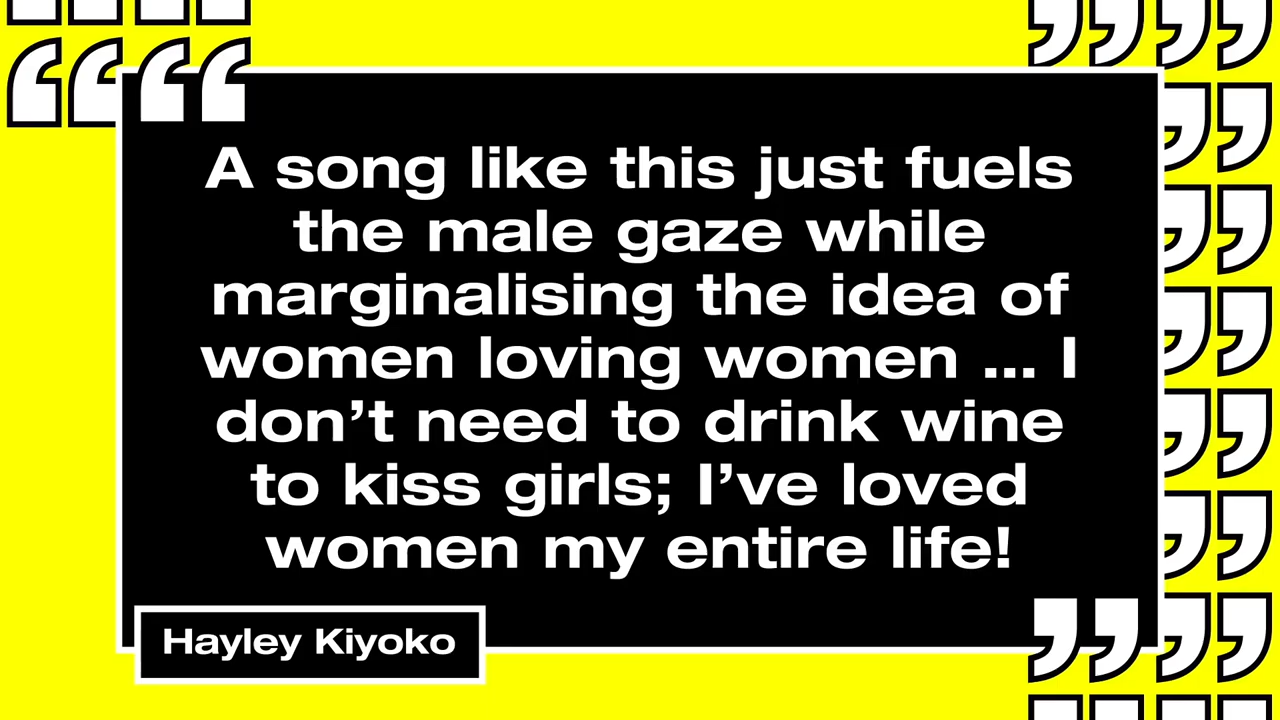 A song like this just fuels
the male gaze while
marginalising the idea of
women loving women ... I
don’t need to drink wine
to kiss girls; I’ve loved
women my entire life!
Hayley Kiyoko